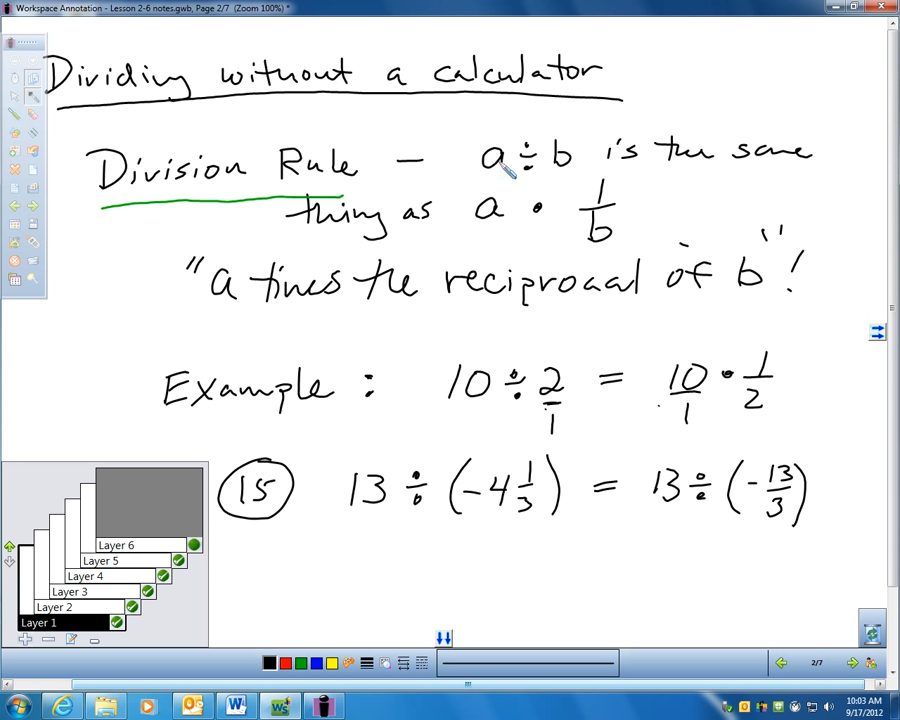 Workspace Annotation - Lesson 2-6 notes.gwb, Page 2/7 (Zoom 100%) *
Dividing without a calculator
Division Rule – a ÷ b is the same
thing as a · 1/b
"a times the reciprocal of b"!
Example : 10 ÷ 2/1 = 10/1 · 1/2
15 13 ÷ (-4 1/3) = 13 ÷ (-13/3)
Layer 6
Layer 5
Layer 4
Layer 3
Layer 2
Layer 1
2/7
10:03 AM
9/17/2012